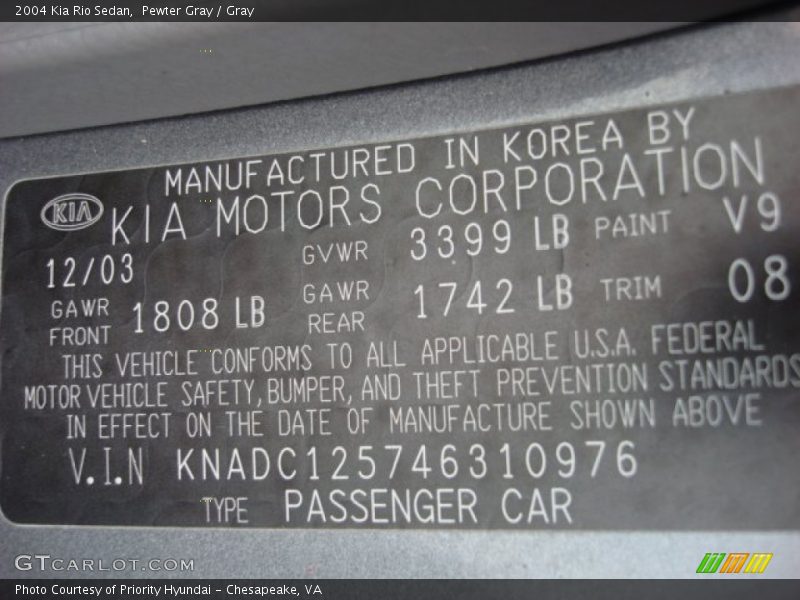 2004 Kia Rio Sedan,  Pewter Gray / Gray
MANUFACTURED IN KOREA BY
KIA KIA MOTORS CORPORATION
12/03 GVWR 3399 LB PAINT V9
GAWR FRONT 1808 LB GAWR REAR 1742 LB TRIM 08
THIS VEHICLE CONFORMS TO ALL APPLICABLE U.S.A. FEDERAL
MOTOR VEHICLE SAFETY, BUMPER, AND THEFT PREVENTION STANDARDS
IN EFFECT ON THE DATE OF MANUFACTURE SHOWN ABOVE
V.I.N KNADC125746310976
TYPE PASSENGER CAR
GTCARLOT.COM
Photo Courtesy of Priority Hyundai - Chesapeake, VA